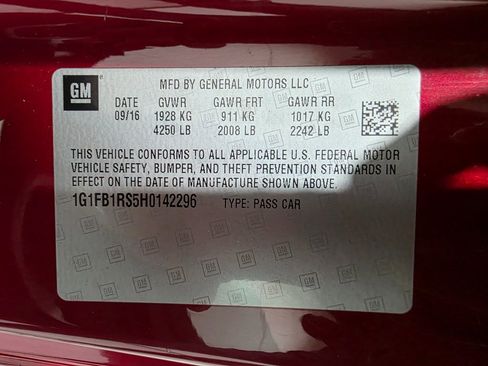 GM
MFD BY GENERAL MOTORS LLC
DATE GVWR GAWR FRT GAWR RR
09/16 1928 KG 911 KG 1017 KG
4250 LB 2008 LB 2242 LB
THIS VEHICLE CONFORMS TO ALL APPLICABLE U.S. FEDERAL MOTOR
VEHICLE SAFETY, BUMPER, AND THEFT PREVENTION STANDARDS IN
EFFECT ON THE DATE OF MANUFACTURE SHOWN ABOVE.
1G1FB1RS5H0142296 TYPE: PASS CAR